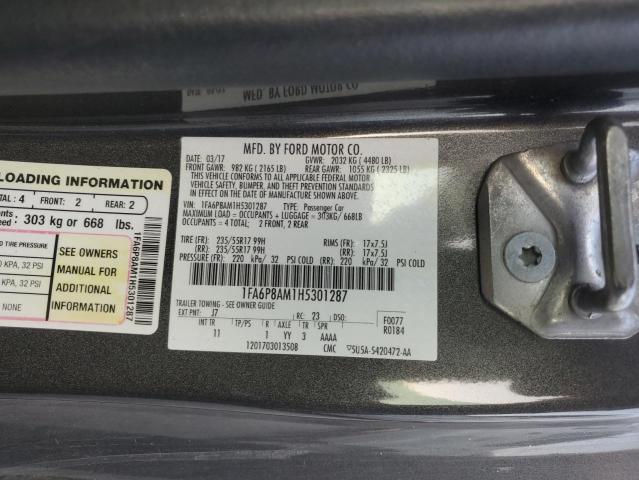 MFD. BY FORD MOTOR CO.
MFD. BY FORD MOTOR CO.
DATE: 03/17 GVWR: 2032 KG ( 4480 LB)
FRONT GAWR: 982 KG ( 2165 LB) REAR GAWR: 1055 KG ( 2325 LB)
THIS VEHICLE CONFORMS TO ALL APPLICABLE FEDERAL MOTOR
VEHICLE SAFETY, BUMPER, AND THEFT PREVENTION STANDARDS
IN EFFECT ON THE DATE OF MANUFACTURE SHOWN ABOVE.
VIN: 1FA6P8AM1H5301287 TYPE: Passenger Car
MAXIMUM LOAD = OCCUPANTS + LUGGAGE = 303KG/ 668LB
OCCUPANTS = 4 TOTAL; 2 FRONT, 2 REAR
TIRE (FR): 235/55R17 99H RIMS (FR): 17x7.5J
(RR): 235/55R17 99H (RR): 17x7.5J
PRESSURE (FR): 220 kPa/ 32 PSI COLD (RR): 220 kPa/ 32 PSI COLD
1FA6P8AM1H5301287
TRAILER TOWING - SEE OWNER GUIDE
EXT PNT: J7 RC: 23 DSO: F0077
INT TR TP/PS R TR SPR R0184
11 1 YY 3 AAAA
1201703013508 CMC 5U5A-5420472-AA
LOADING INFORMATION
TOTAL: 4 FRONT: 2 REAR: 2
303 kg or 668 lbs.
TIRE PRESSURE
KPA, 32 PSI
KPA, 32 PSI
NONE
SEE OWNERS
MANUAL FOR
ADDITIONAL
INFORMATION
1FA6P8AM1H5301287